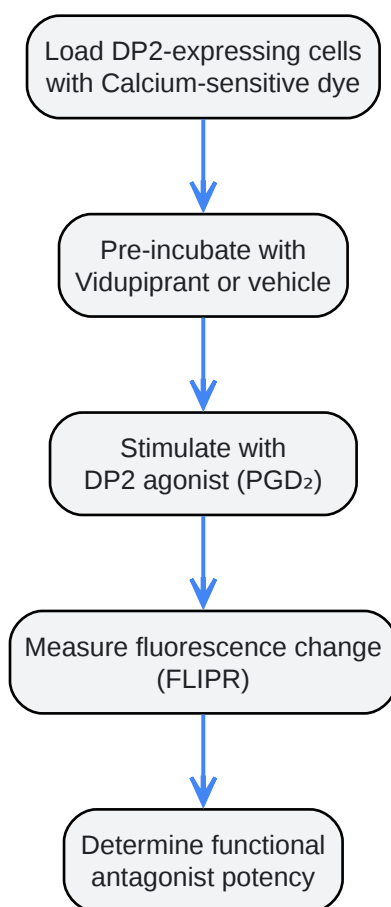 Load DP2-expressing cells
with Calcium-sensitive dye
Pre-incubate with
Vidupiprant or vehicle
Stimulate with
DP2 agonist (PGD₂)
Measure fluorescence change
(FLIPR)
Determine functional
antagonist potency